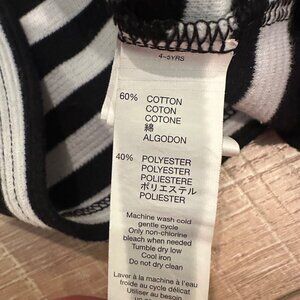 4-5YRS
60% COTTON
COTON
COTONE
綿
ALGODON
40% POLYESTER
POLYESTER
POLIESTERE
ポリエステル
POLIESTER
Machine wash cold
gentle cycle
Only non-chlorine
bleach when needed
Tumble dry low
Cool iron
Do not dry clean
Laver à la machine à l'eau
froide au cycle délicat
Utiliser au besoin